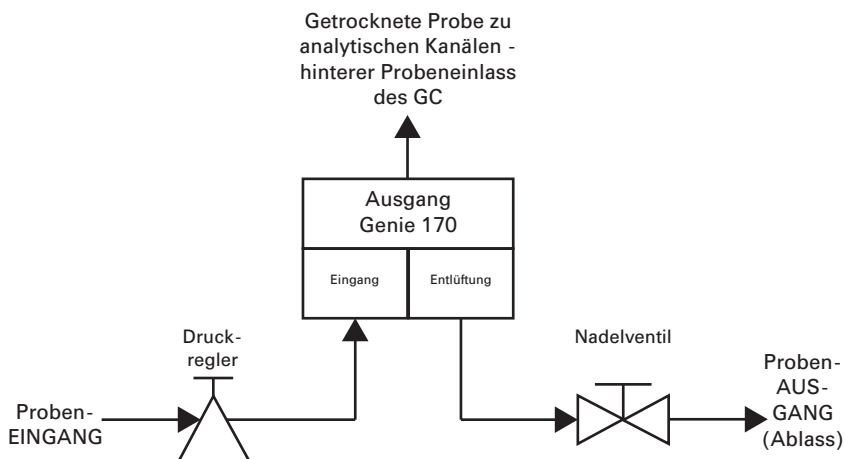 Getrocknete Probe zu
analytischen Kanälen -
hinterer Probeneinlass
des GC
Ausgang
Genie 170
Eingang
Entlüftung
Druck-
regler
Nadelventil
Proben-
EINGANG
Proben-
AUS-
GANG
(Ablass)